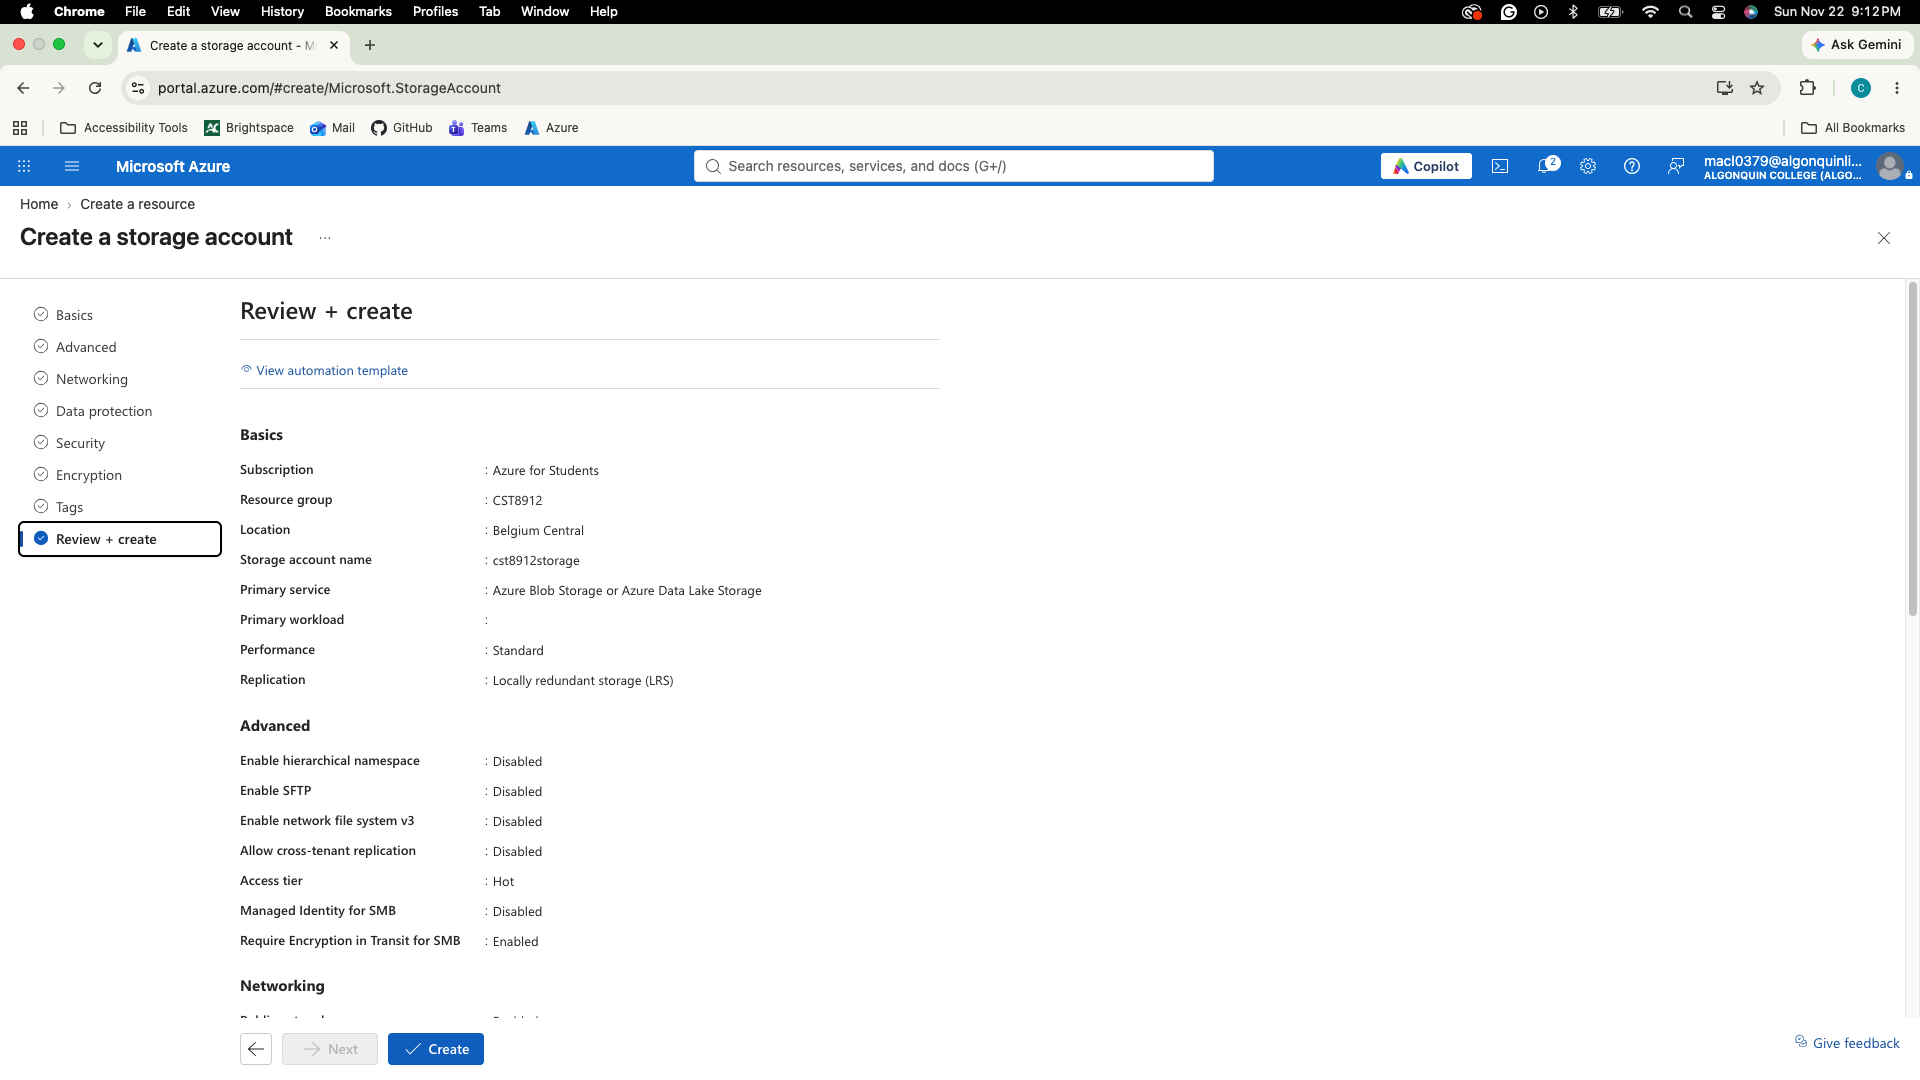 Chrome File Edit View History Bookmarks Profiles Tab Window Help Sun Nov 22 9:12 PM
Create a storage account - M
Ask Gemini
portal.azure.com/#create/Microsoft.StorageAccount
C
Accessibility Tools Brightspace Mail GitHub Teams Azure All Bookmarks
Microsoft Azure
Search resources, services, and docs (G+/)
Copilot
2
macl0379@algonquinli...
ALGONQUIN COLLEGE (ALGO...
Home > Create a resource
Create a storage account ...
Basics
Advanced
Networking
Data protection
Security
Encryption
Tags
Review + create
Review + create
View automation template
Basics
Subscription : Azure for Students
Resource group : CST8912
Location : Belgium Central
Storage account name : cst8912storage
Primary service : Azure Blob Storage or Azure Data Lake Storage
Primary workload :
Performance : Standard
Replication : Locally redundant storage (LRS)
Advanced
Enable hierarchical namespace : Disabled
Enable SFTP : Disabled
Enable network file system v3 : Disabled
Allow cross-tenant replication : Disabled
Access tier : Hot
Managed Identity for SMB : Disabled
Require Encryption in Transit for SMB : Enabled
Networking
Next
Create
Give feedback